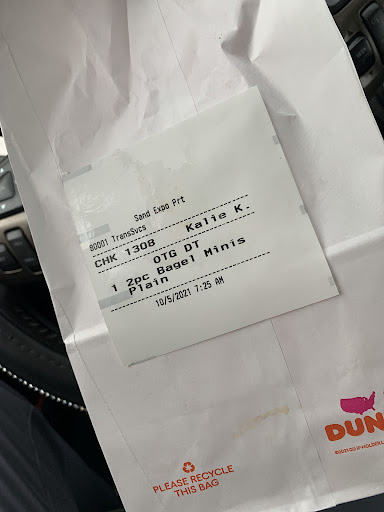 Sand Expo Prt
80001 TransSvcs
CHK 1308 Kalie K.
OTG DT
1 2pc Bagel Minis
Plain
10/5/2021 7:25 AM
DUN
PLEASE RECYCLE
THIS BAG